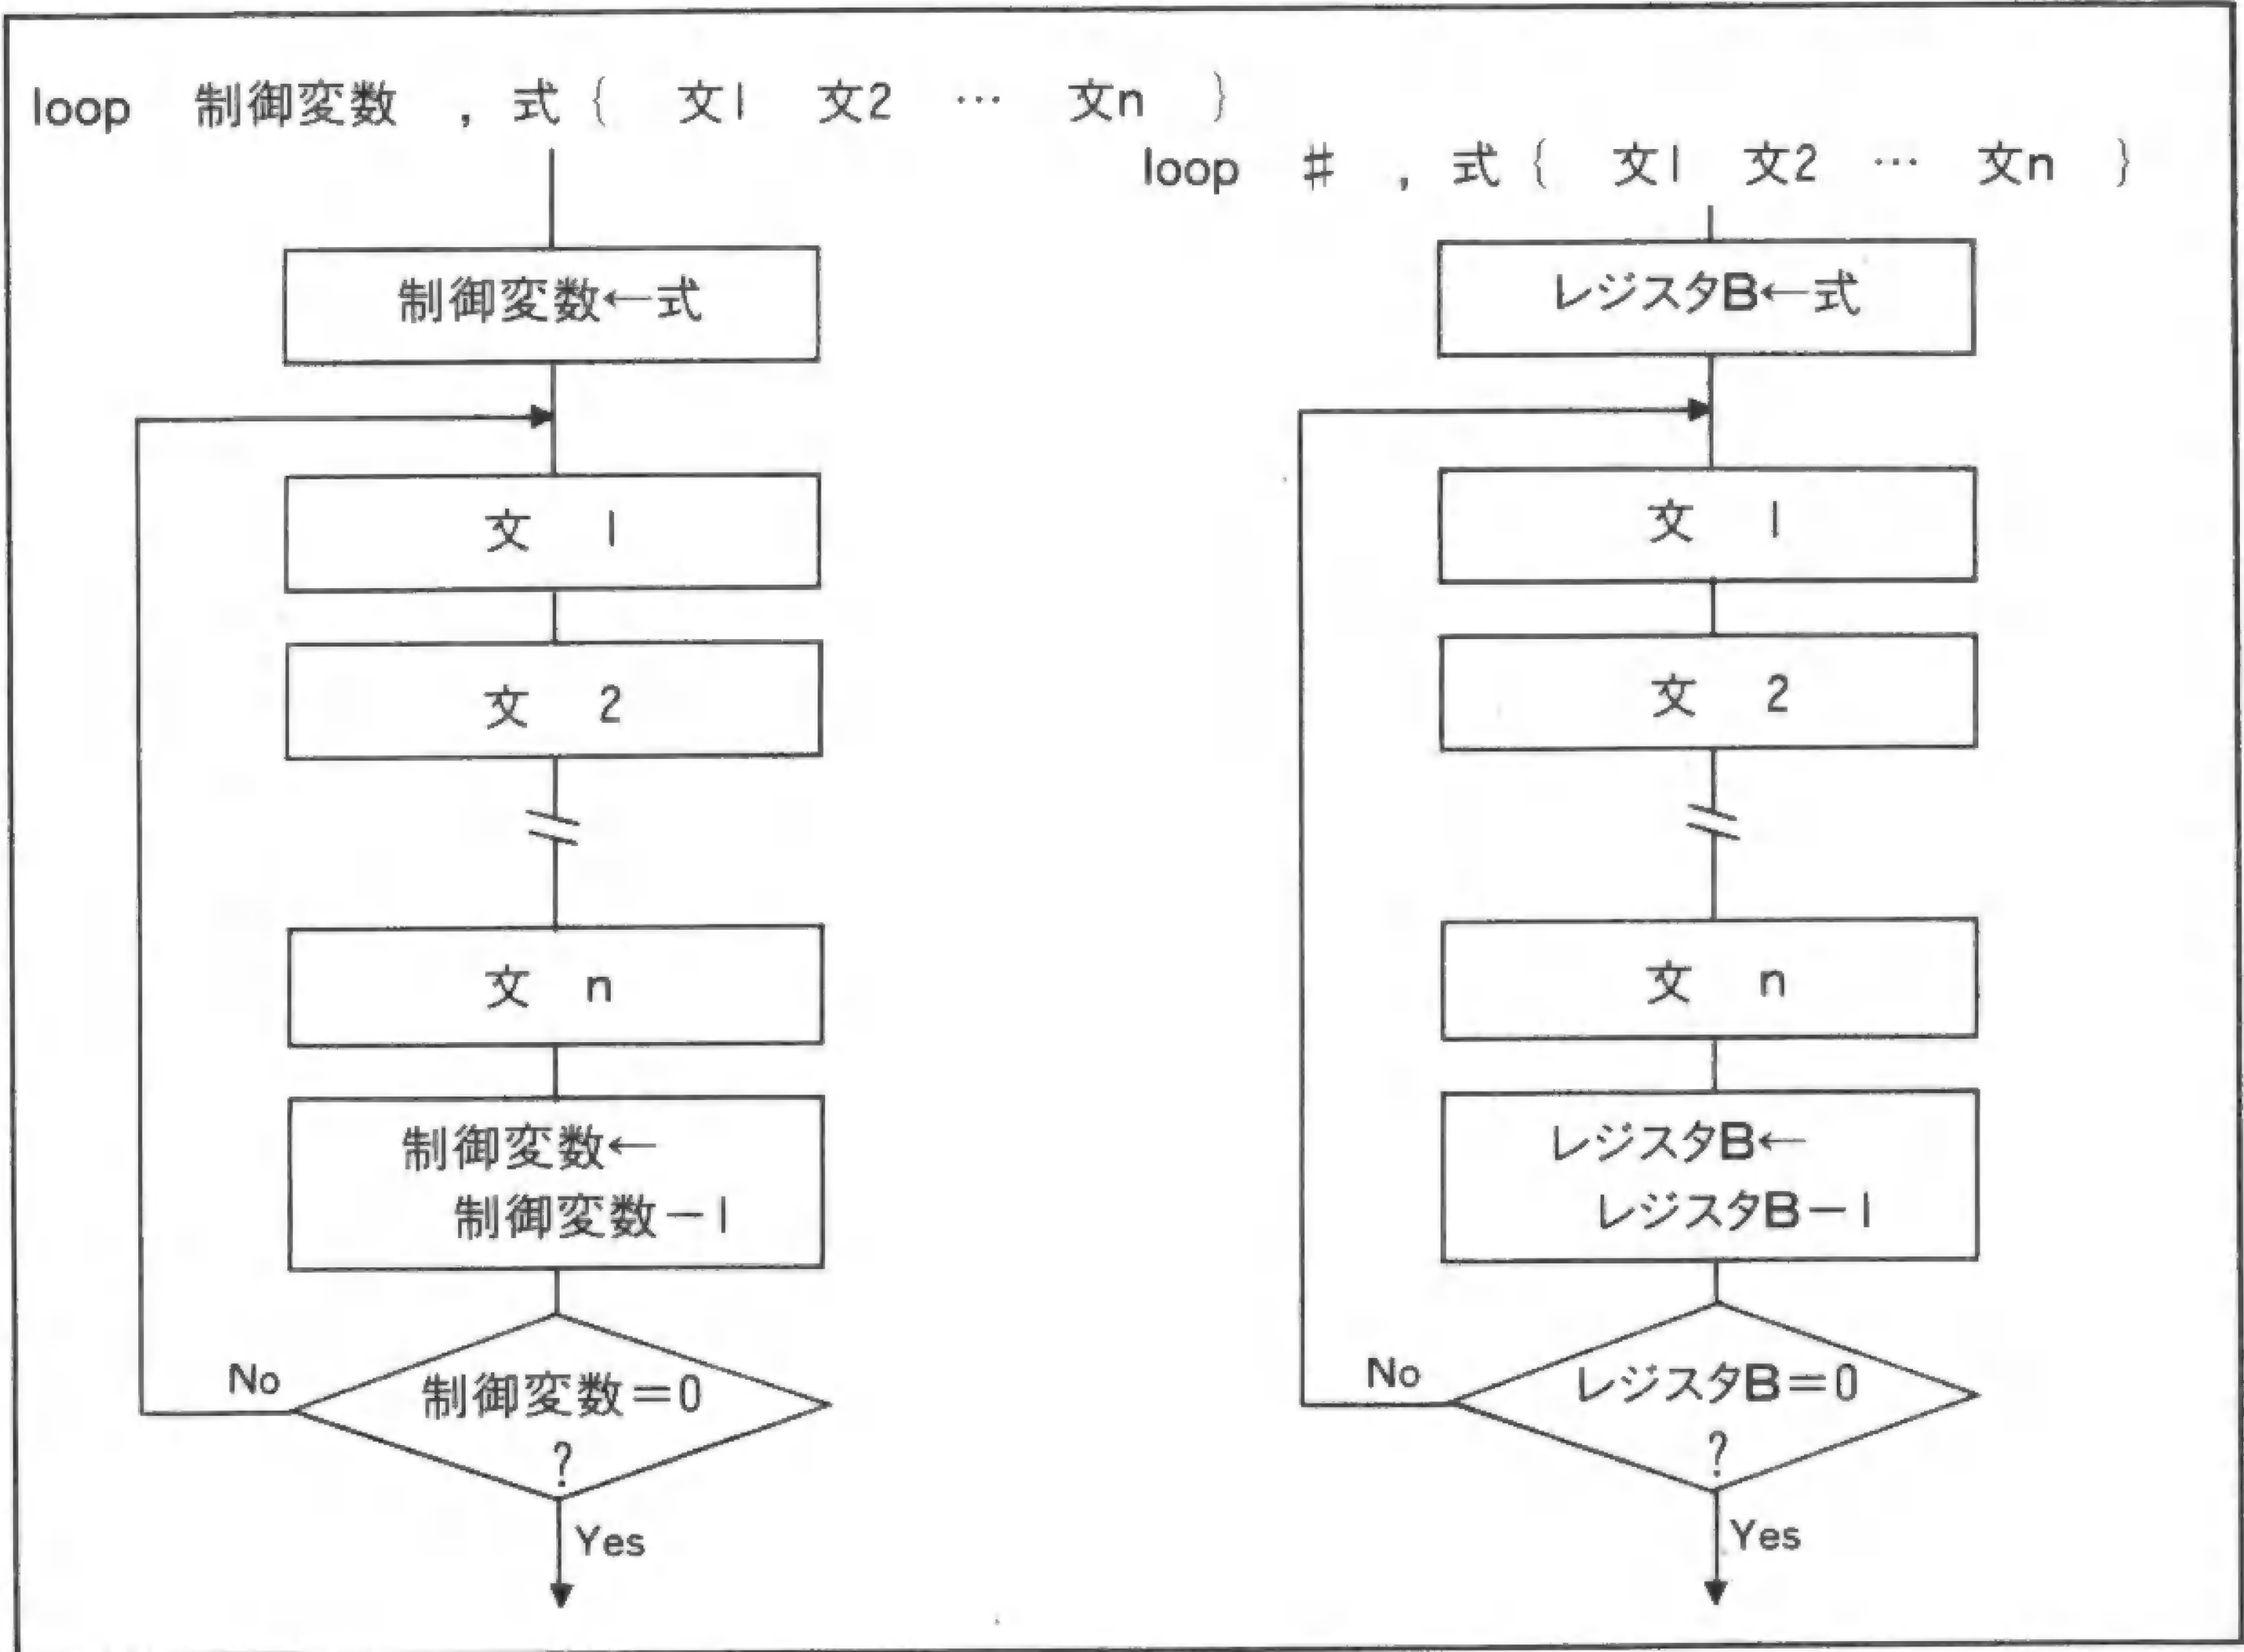 loop 制御変数 , 式 { 文1 文2 … 文n }
制御変数←式
文 1
文 2
文 n
制御変数←
制御変数－1
制御変数＝0
?
No
Yes
loop # , 式 { 文1 文2 … 文n }
レジスタB←式
文 1
文 2
文 n
レジスタB←
レジスタB－1
レジスタB＝0
?
No
Yes